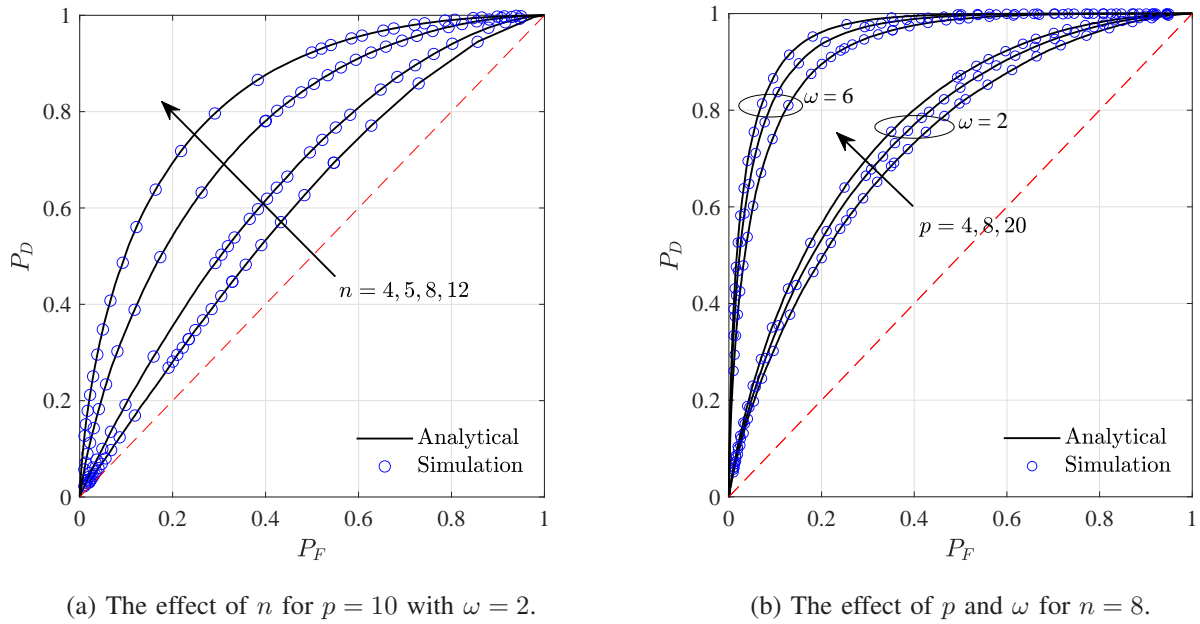 1
0.8
0.6
0.4
0.2
0
0
0.2
0.4
0.6
0.8
1
P_D
P_F
n = 4, 5, 8, 12
Analytical
Simulation
(a) The effect of n for p = 10 with ω = 2.
1
0.8
0.6
0.4
0.2
0
0
0.2
0.4
0.6
0.8
1
P_D
P_F
ω = 6
ω = 2
p = 4, 8, 20
Analytical
Simulation
(b) The effect of p and ω for n = 8.